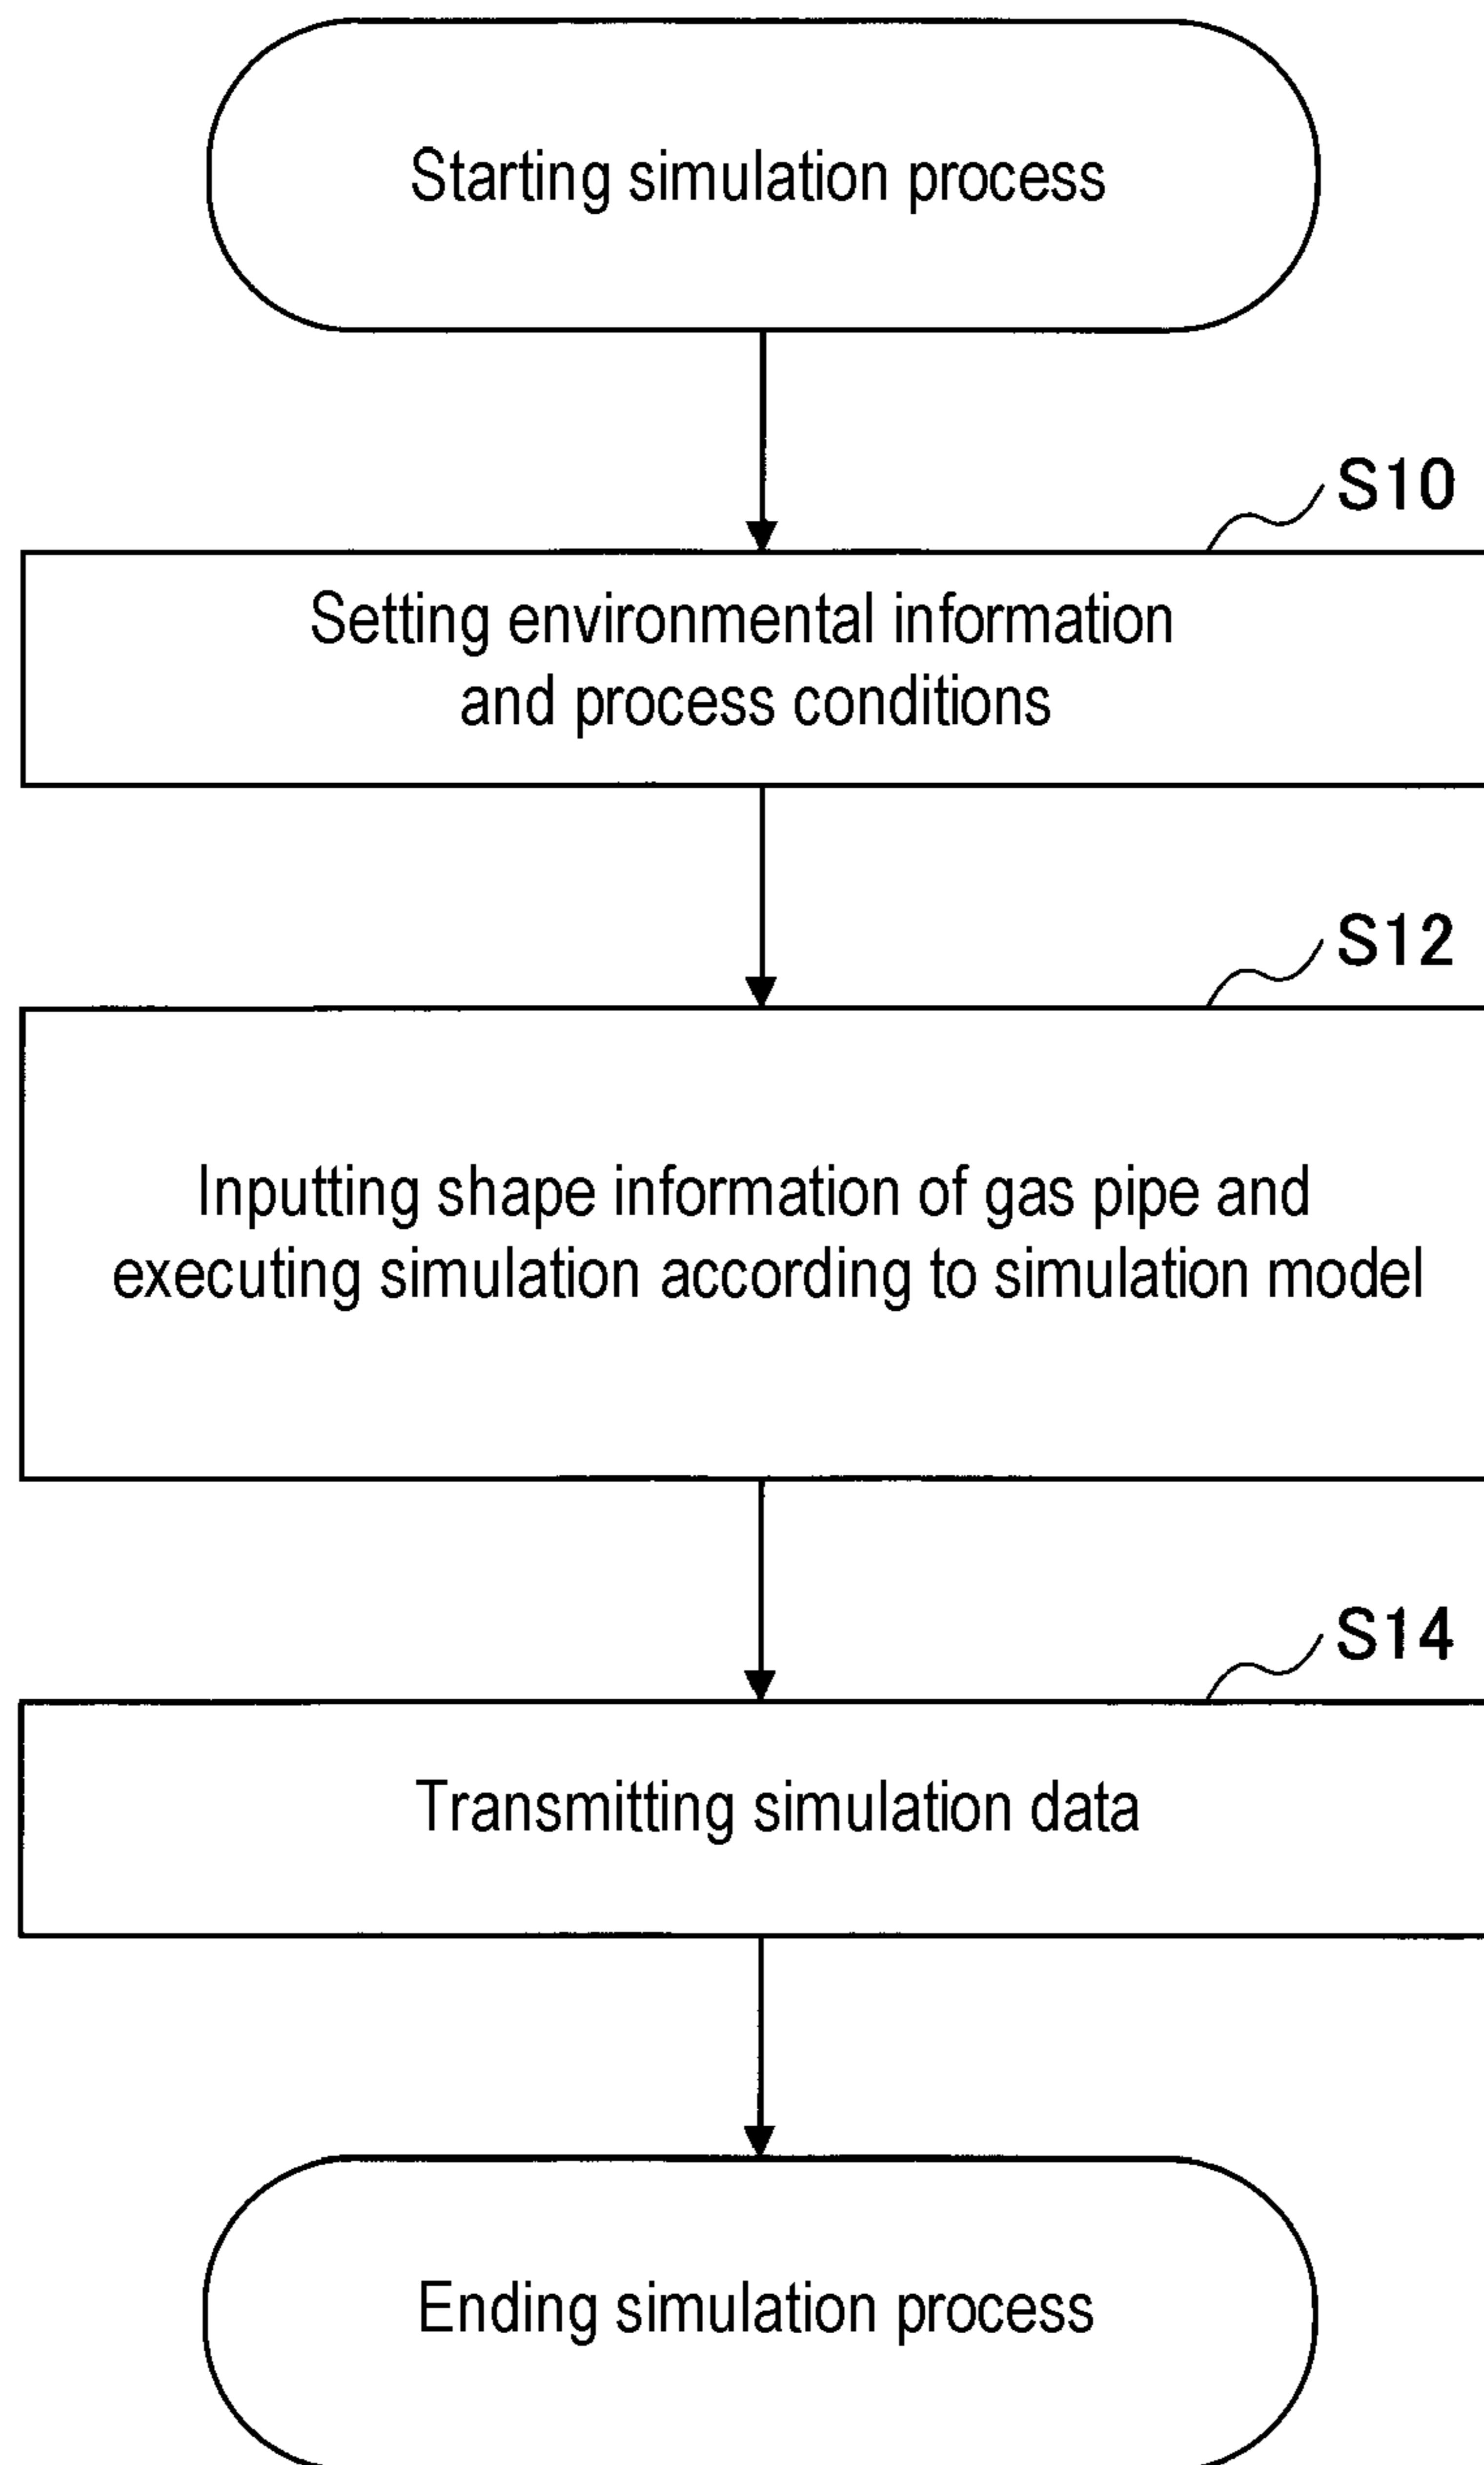 Starting simulation process
S10
Setting environmental information
and process conditions
S12
Inputting shape information of gas pipe and
executing simulation according to simulation model
S14
Transmitting simulation data
Ending simulation process